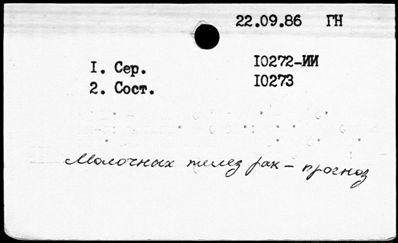 22.09.86 ГН
I. Сер. I0272-ИИ
2. Сост. I0273
Молочных желез рак - прогноз